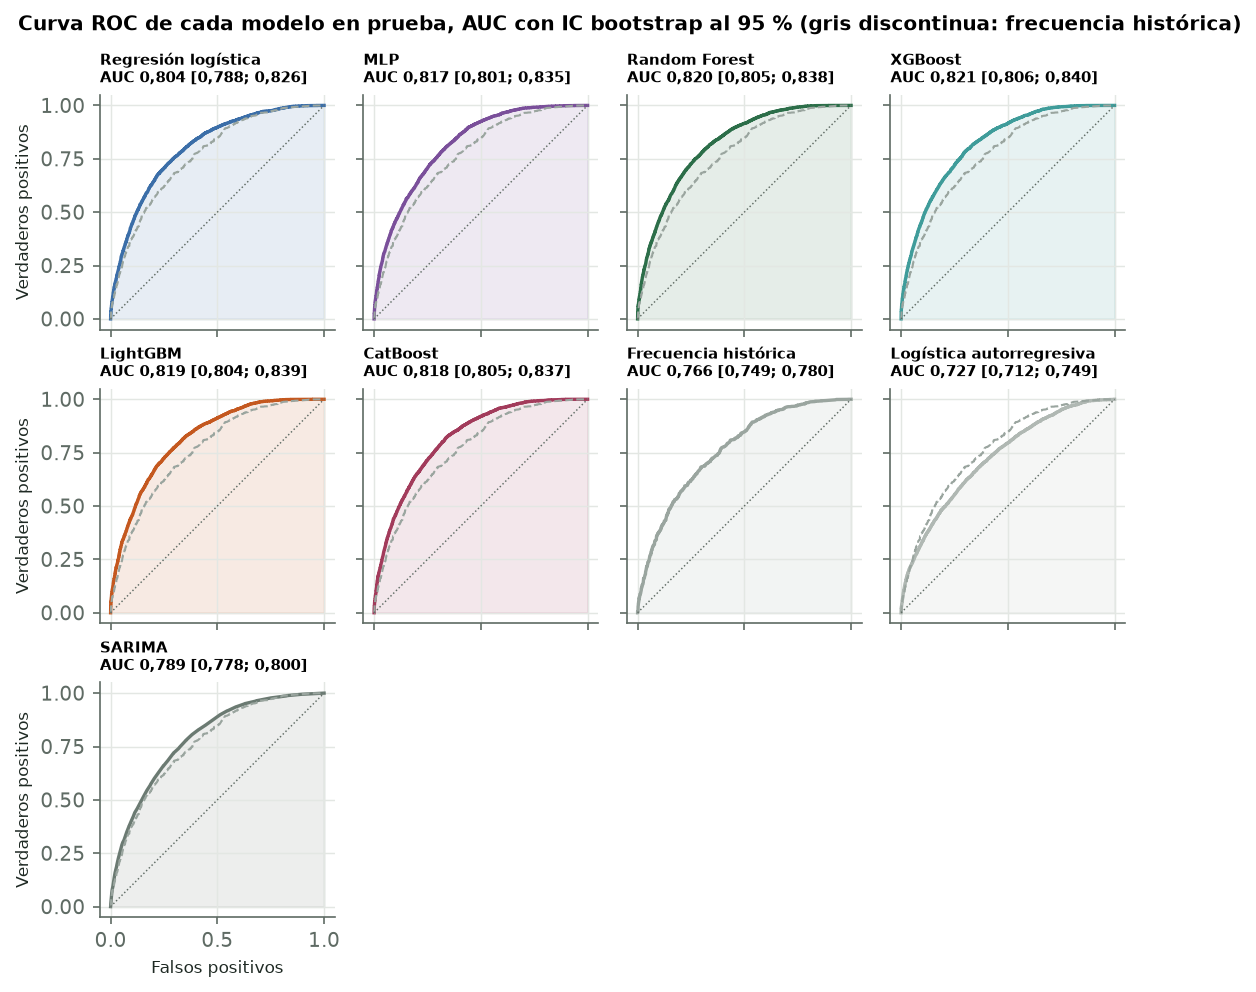 Curva ROC de cada modelo en prueba, AUC con IC bootstrap al 95 % (gris discontinua: frecuencia histórica)
Regresión logística
AUC 0,804 [0,788; 0,826]
MLP
AUC 0,817 [0,801; 0,835]
Random Forest
AUC 0,820 [0,805; 0,838]
XGBoost
AUC 0,821 [0,806; 0,840]
Verdaderos positivos
1.00
0.75
0.50
0.25
0.00
LightGBM
AUC 0,819 [0,804; 0,839]
CatBoost
AUC 0,818 [0,805; 0,837]
Frecuencia histórica
AUC 0,766 [0,749; 0,780]
Logística autorregresiva
AUC 0,727 [0,712; 0,749]
Verdaderos positivos
1.00
0.75
0.50
0.25
0.00
SARIMA
AUC 0,789 [0,778; 0,800]
Verdaderos positivos
1.00
0.75
0.50
0.25
0.00
0.0 0.5 1.0
Falsos positivos